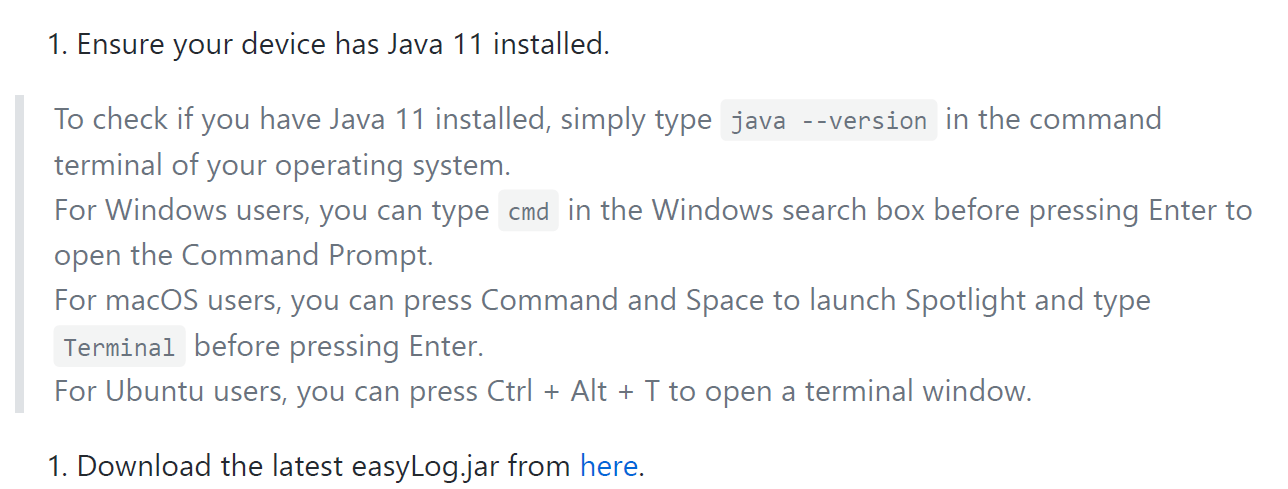 1. Ensure your device has Java 11 installed.
To check if you have Java 11 installed, simply type java --version in the command
terminal of your operating system.
For Windows users, you can type cmd in the Windows search box before pressing Enter to
open the Command Prompt.
For macOS users, you can press Command and Space to launch Spotlight and type
Terminal before pressing Enter.
For Ubuntu users, you can press Ctrl + Alt + T to open a terminal window.
1. Download the latest easyLog.jar from here.